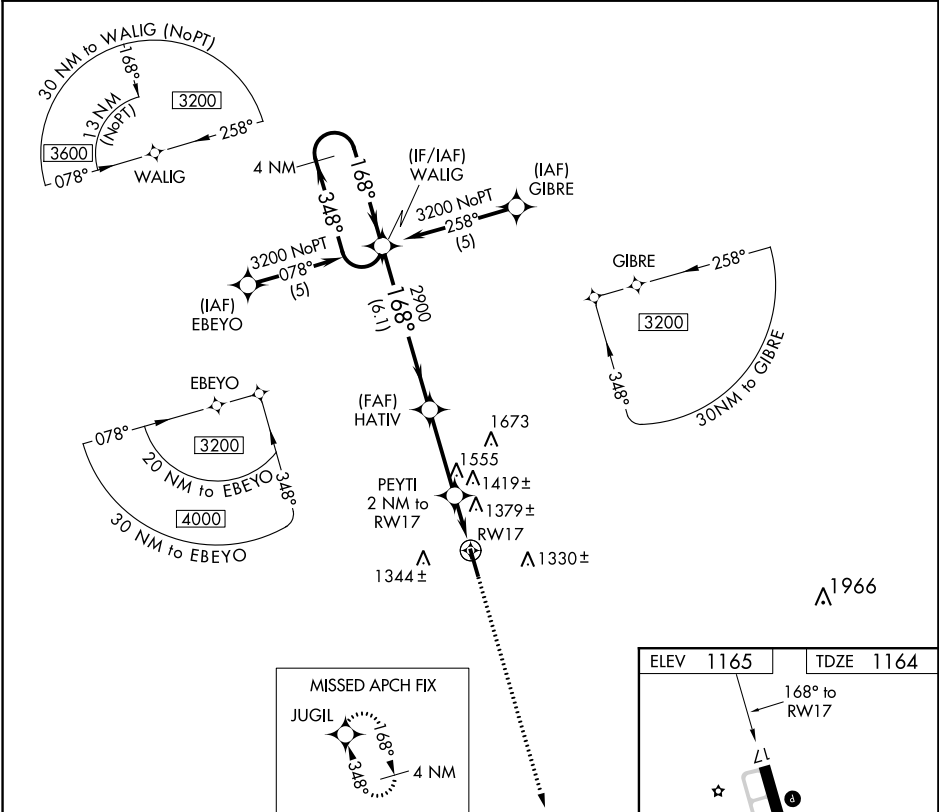 30 NM to WALIG (NoPT)
168°
13 NM
(NoPT)
3200
3600
258°
078°
WALIG
4 NM
168°
348°
(IF/IAF)
WALIG
(IAF)
GIBRE
3200 NoPT
258°
(5)
3200 NoPT
078°
(5)
(IAF)
EBEYO
2900
168°
(6.1)
GIBRE
258°
3200
348°
30NM to GIBRE
EBEYO
078°
3200
20 NM to EBEYO
348°
4000
30 NM to EBEYO
(FAF)
HATIV
1673
1555
1419±
1379±
PEYTI
2 NM to
RW17
RW17
1344±
1330±
1966
MISSED APCH FIX
JUGIL
168°
348°
4 NM
ELEV 1165
TDZE 1164
168° to
RW17
17
P